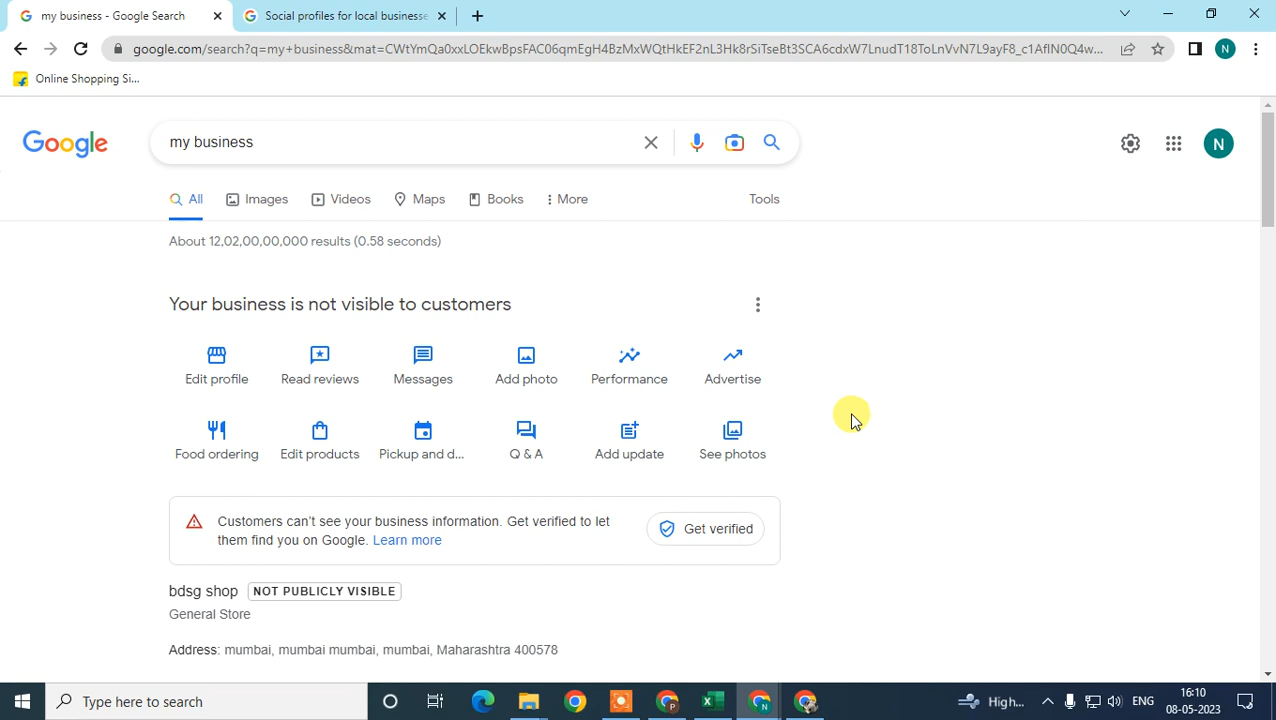 my business - Google Search
Social profiles for local businesse
google.com/search?q=my+business&mat=CWtYmQa0xxLOEkwBpsFAC06qmEgH4BzMxWQtHkEF2nL3Hk8rSiTseBt3SCA6cdxW7LnudT18ToLnVvN7L9ayF8_c1AflN0Q4w...
N
Online Shopping Si...
Google
my business
N
All Images Videos Maps Books More Tools
About 12,02,00,00,000 results (0.58 seconds)
Your business is not visible to customers
Edit profile Read reviews Messages Add photo Performance Advertise
Food ordering Edit products Pickup and d... Q & A Add update See photos
Customers can't see your business information. Get verified to let
them find you on Google. Learn more
Get verified
bdsg shop NOT PUBLICLY VISIBLE
General Store
Address: mumbai, mumbai mumbai, mumbai, Maharashtra 400578
Type here to search
P
N
High...
ENG
16:10
08-05-2023